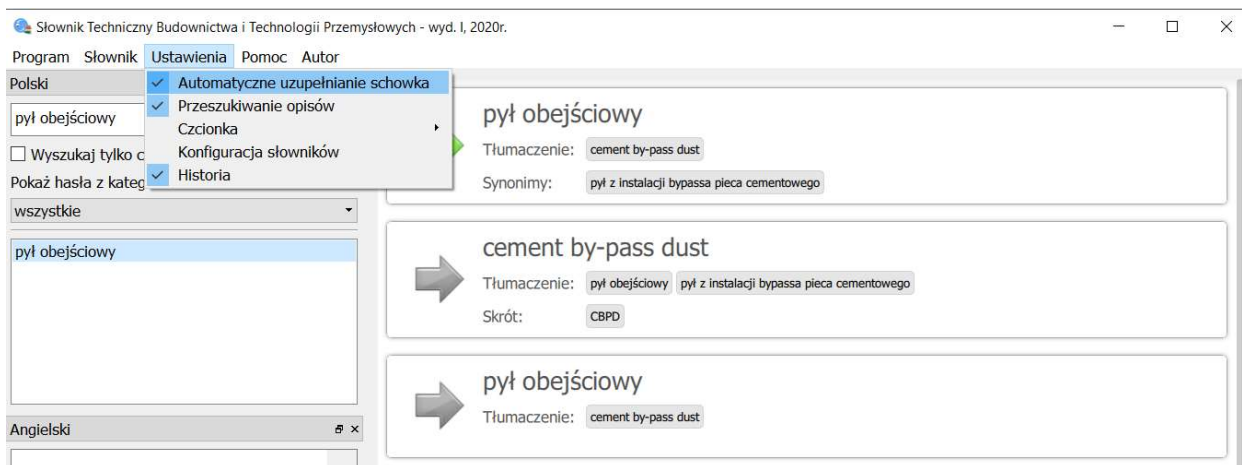 Słownik Techniczny Budownictwa i Technologii Przemysłowych - wyd. I, 2020r.
Program Słownik Ustawienia Pomoc Autor
Polski
pył obejściowy
Wyszukaj tylko
Pokaż hasła z
wszystkie
pył obejściowy
Angielski
Automatyczne uzupełnianie schowka
Przeszukiwanie opisów
Czcionka
Konfiguracja słowników
Historia
pył obejściowy
Tłumaczenie: cement by-pass dust
Synonimy: pył z instalacji bypassa pieca cementowego
cement by-pass dust
Tłumaczenie: pył obejściowy pył z instalacji bypassa pieca cementowego
Skrót: CBPD
pył obejściowy
Tłumaczenie: cement by-pass dust